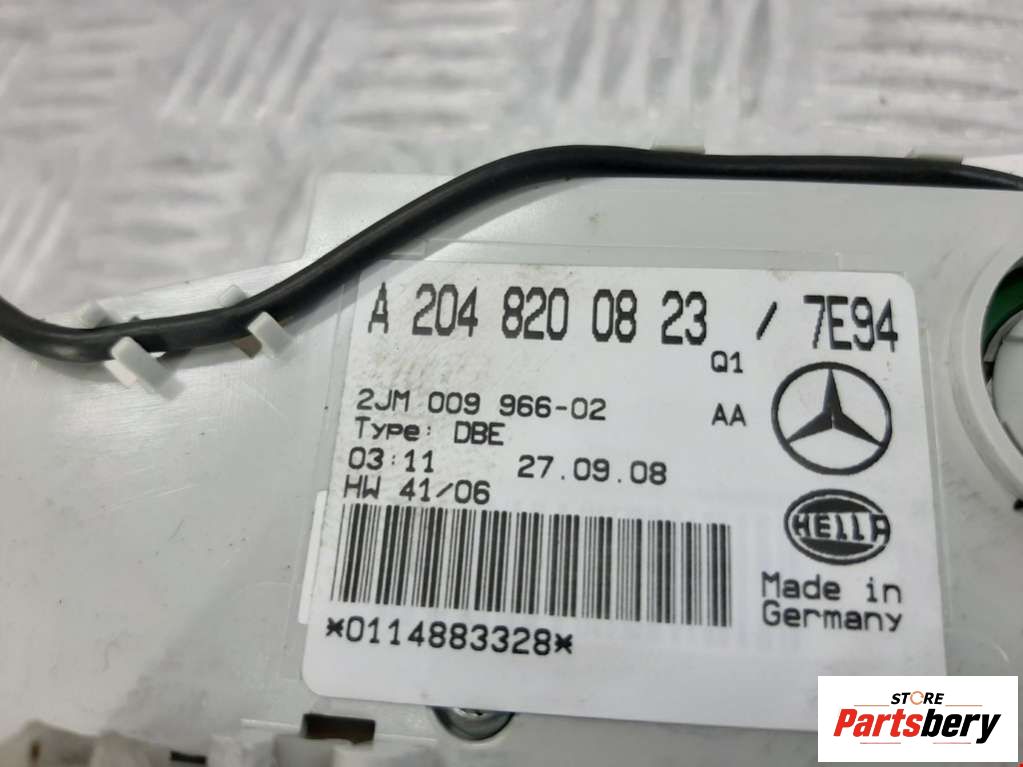 A 204 820 08 23 / 7E94
Q1
2JM 009 966-02
AA
Type: DBE
03:11 27.09.08
HW 41/06
HELLA
Made in
Germany
*0114883328*
STORE
Partsbery